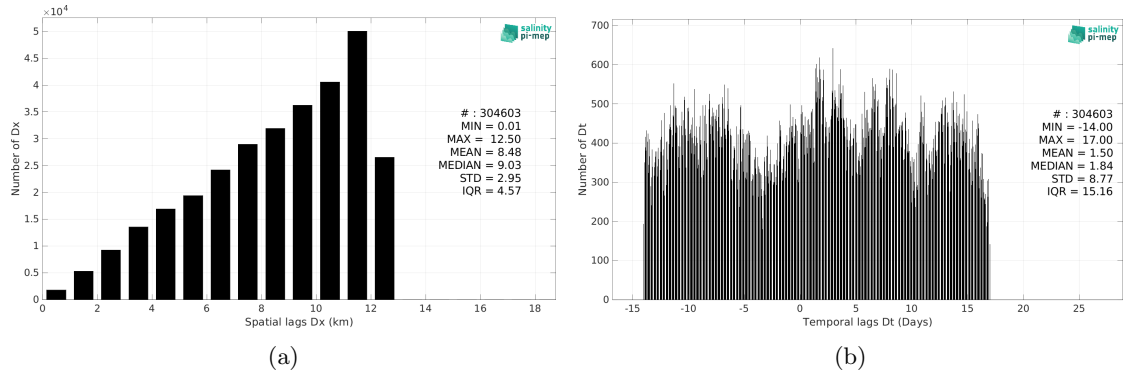 ×10⁴
5
4.5
4
3.5
3
2.5
2
1.5
1
0.5
0
Number of Dx
0 2 4 6 8 10 12 14 16 18
Spatial lags Dx (km)
salinity
pi-mep
# : 304603
MIN = 0.01
MAX = 12.50
MEAN = 8.48
MEDIAN = 9.03
STD = 2.95
IQR = 4.57
(a)
700
600
500
400
300
200
100
0
Number of Dt
-15 -10 -5 0 5 10 15 20 25
Temporal lags Dt (Days)
salinity
pi-mep
# : 304603
MIN = -14.00
MAX = 17.00
MEAN = 1.50
MEDIAN = 1.84
STD = 8.77
IQR = 15.16
(b)